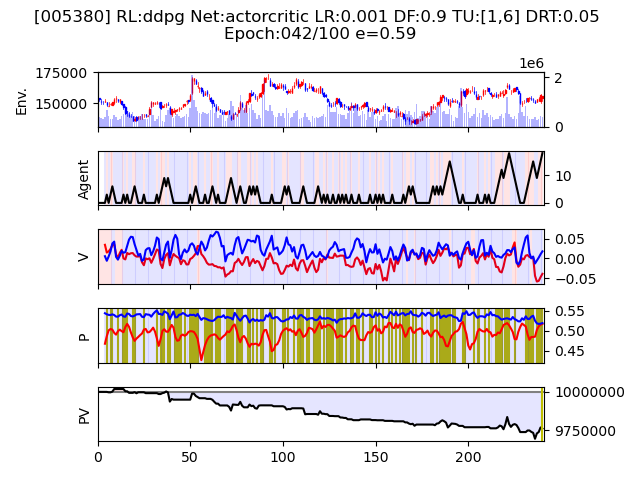 [005380] RL:ddpg Net:actorcritic LR:0.001 DF:0.9 TU:[1,6] DRT:0.05
Epoch:042/100 e=0.59
1e6
175000
150000
Env.
2
0
Agent
10
0
V
0.05
0.00
−0.05
P
0.55
0.50
0.45
PV
10000000
9750000
0 50 100 150 200